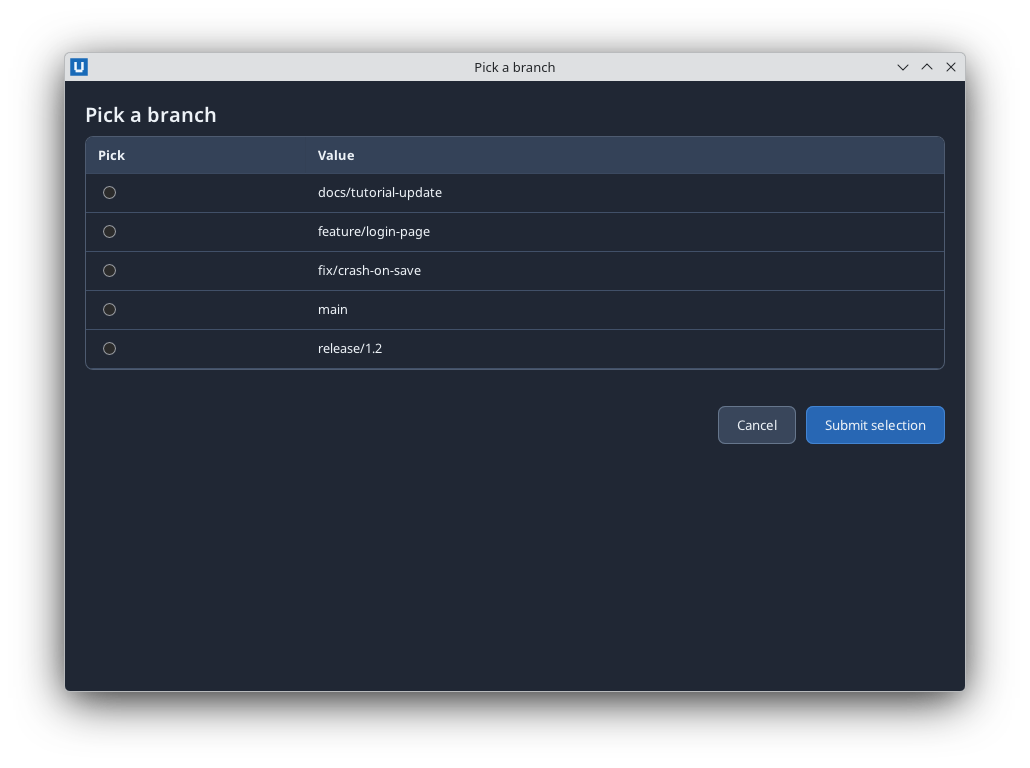 Pick a branch
Pick a branch
Pick Value
docs/tutorial-update
feature/login-page
fix/crash-on-save
main
release/1.2
Cancel Submit selection